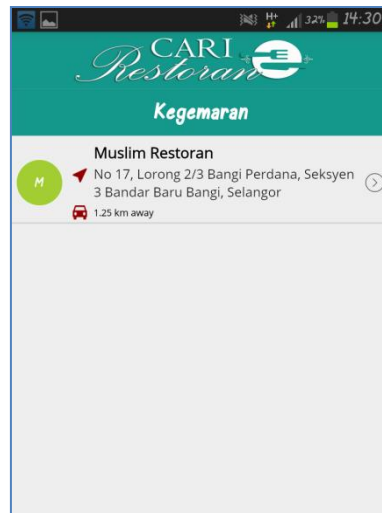 H+ 32% 14:30
CARI
Restoran
Kegemaran
Muslim Restoran
M
No 17, Lorong 2/3 Bangi Perdana, Seksyen
3 Bandar Baru Bangi, Selangor
1.25 km away